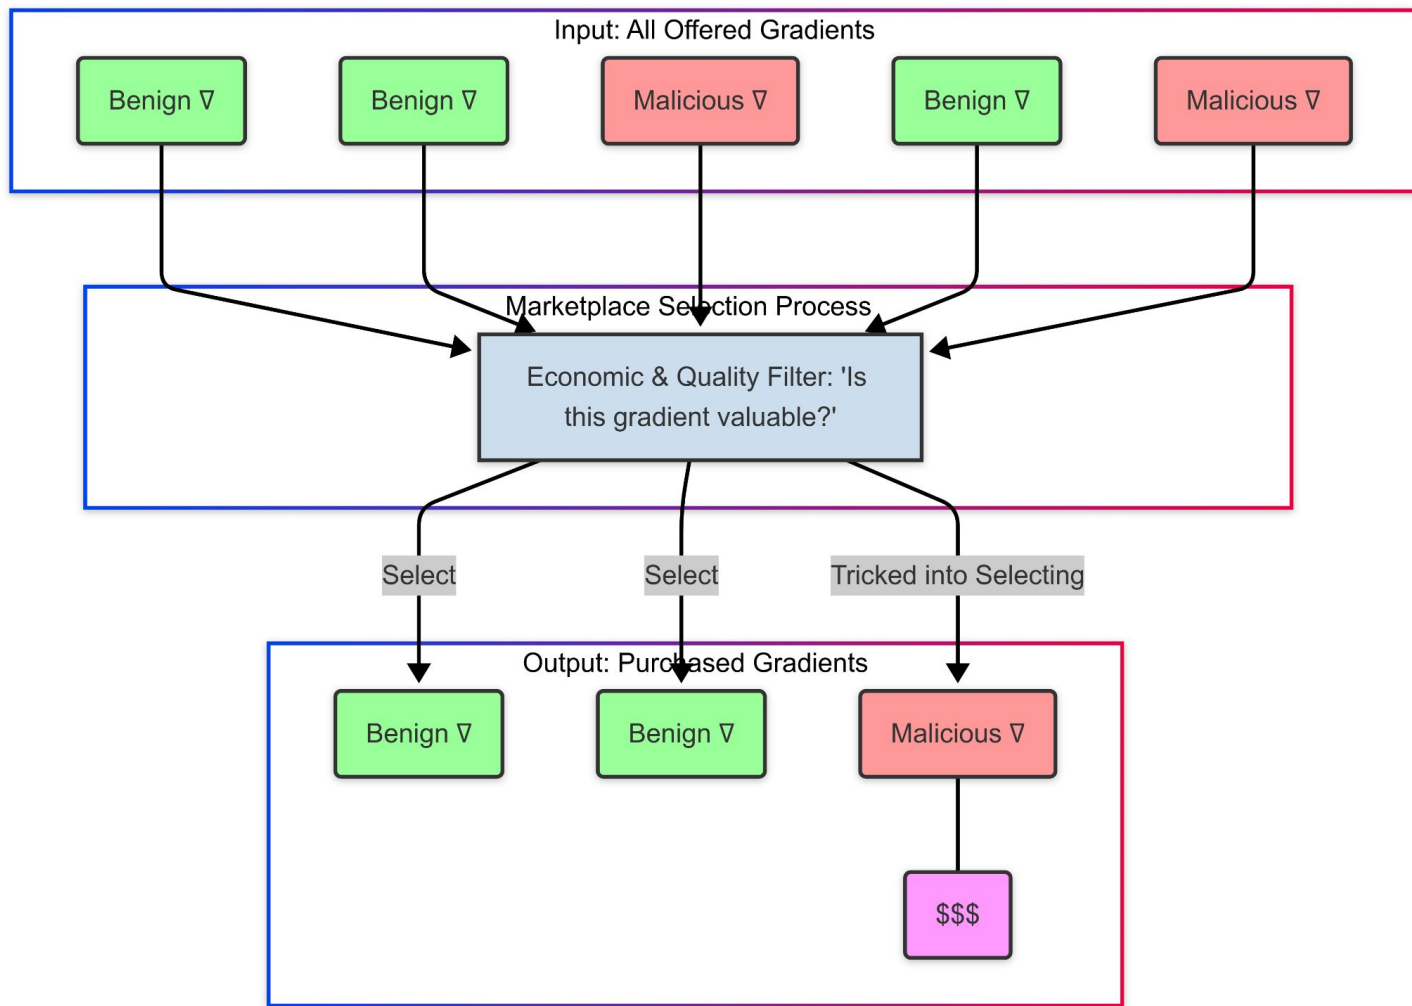 Input: All Offered Gradients
Benign ∇
Benign ∇
Malicious ∇
Benign ∇
Malicious ∇
Marketplace Selection Process
Economic & Quality Filter: 'Is
this gradient valuable?'
Select
Select
Tricked into Selecting
Output: Purchased Gradients
Benign ∇
Benign ∇
Malicious ∇
$$$